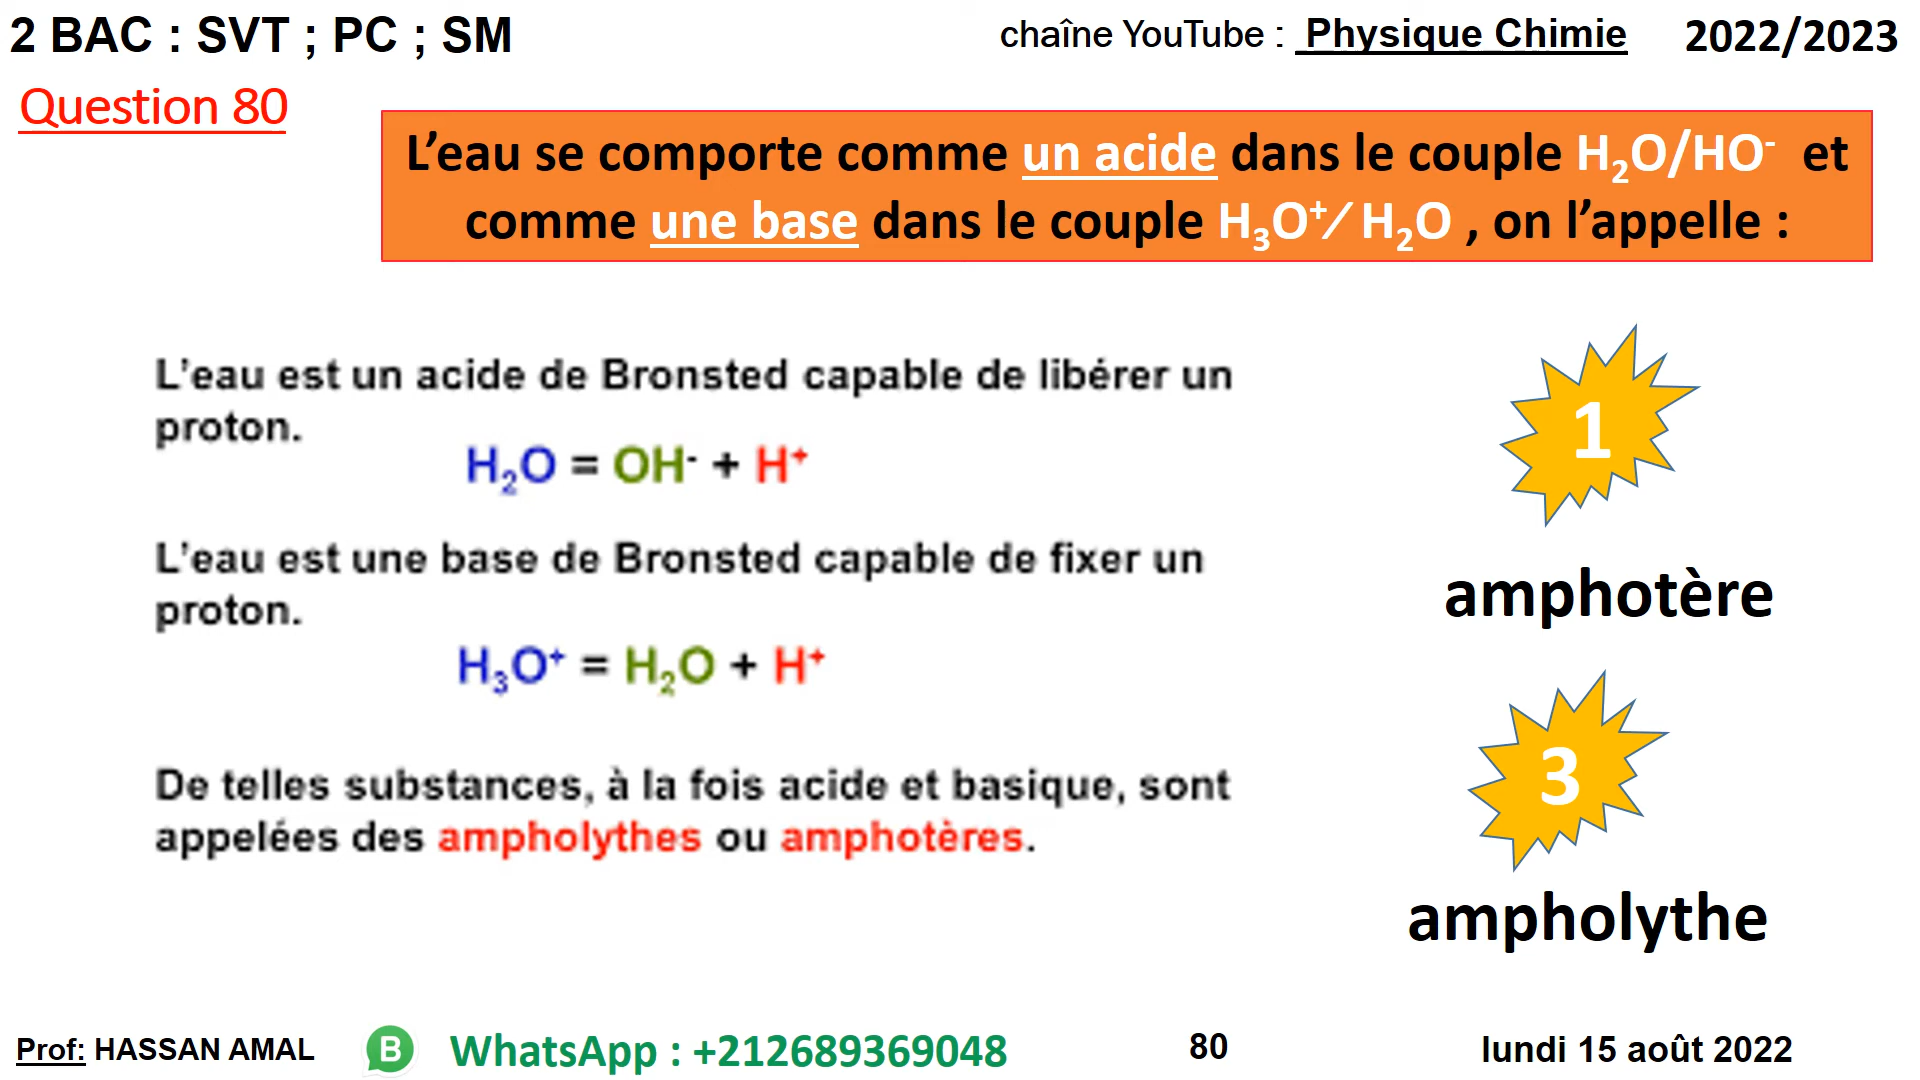 2 BAC : SVT ; PC ; SM
chaîne YouTube : Physique Chimie
2022/2023
Question 80
L’eau se comporte comme un acide dans le couple H₂O/HO⁻ et
comme une base dans le couple H₃O⁺/ H₂O , on l’appelle :
L'eau est un acide de Bronsted capable de libérer un
proton.
H₂O = OH⁻ + H⁺
L'eau est une base de Bronsted capable de fixer un
proton.
H₃O⁺ = H₂O + H⁺
De telles substances, à la fois acide et basique, sont
appelées des ampholythes ou amphotères.
1
amphotère
3
ampholythe
Prof: HASSAN AMAL
B
WhatsApp : +212689369048
80
lundi 15 août 2022